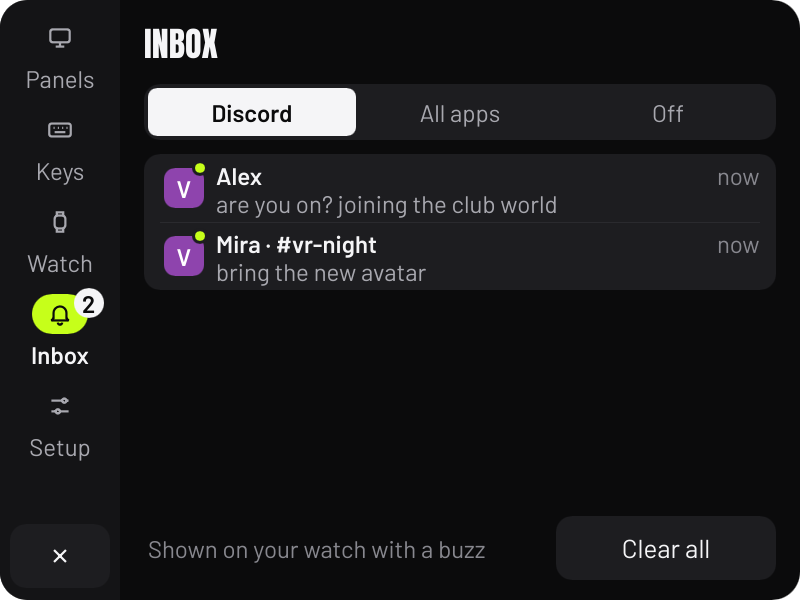 Panels
Keys
Watch
2
Inbox
Setup
×
INBOX
Discord
All apps
Off
V
Alex
now
are you on? joining the club world
V
Mira · #vr-night
now
bring the new avatar
Shown on your watch with a buzz
Clear all